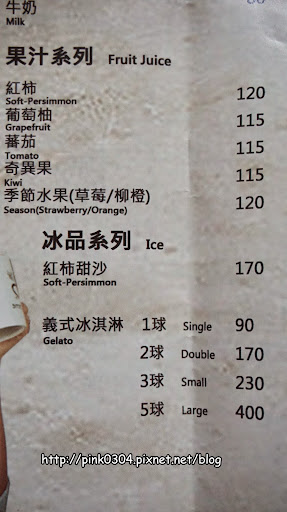 牛奶
Milk
果汁系列 Fruit Juice
紅柿 120
Soft-Persimmon
葡萄柚 115
Grapefruit
蕃茄 115
Tomato
奇異果 115
Kiwi
季節水果(草莓/柳橙) 120
Season(Strawberry/Orange)
冰品系列 Ice
紅柿甜沙 170
Soft-Persimmon
義式冰淇淋 1球 Single 90
Gelato
2球 Double 170
3球 Small 230
5球 Large 400
http://pink0304.pixnet.net/blog